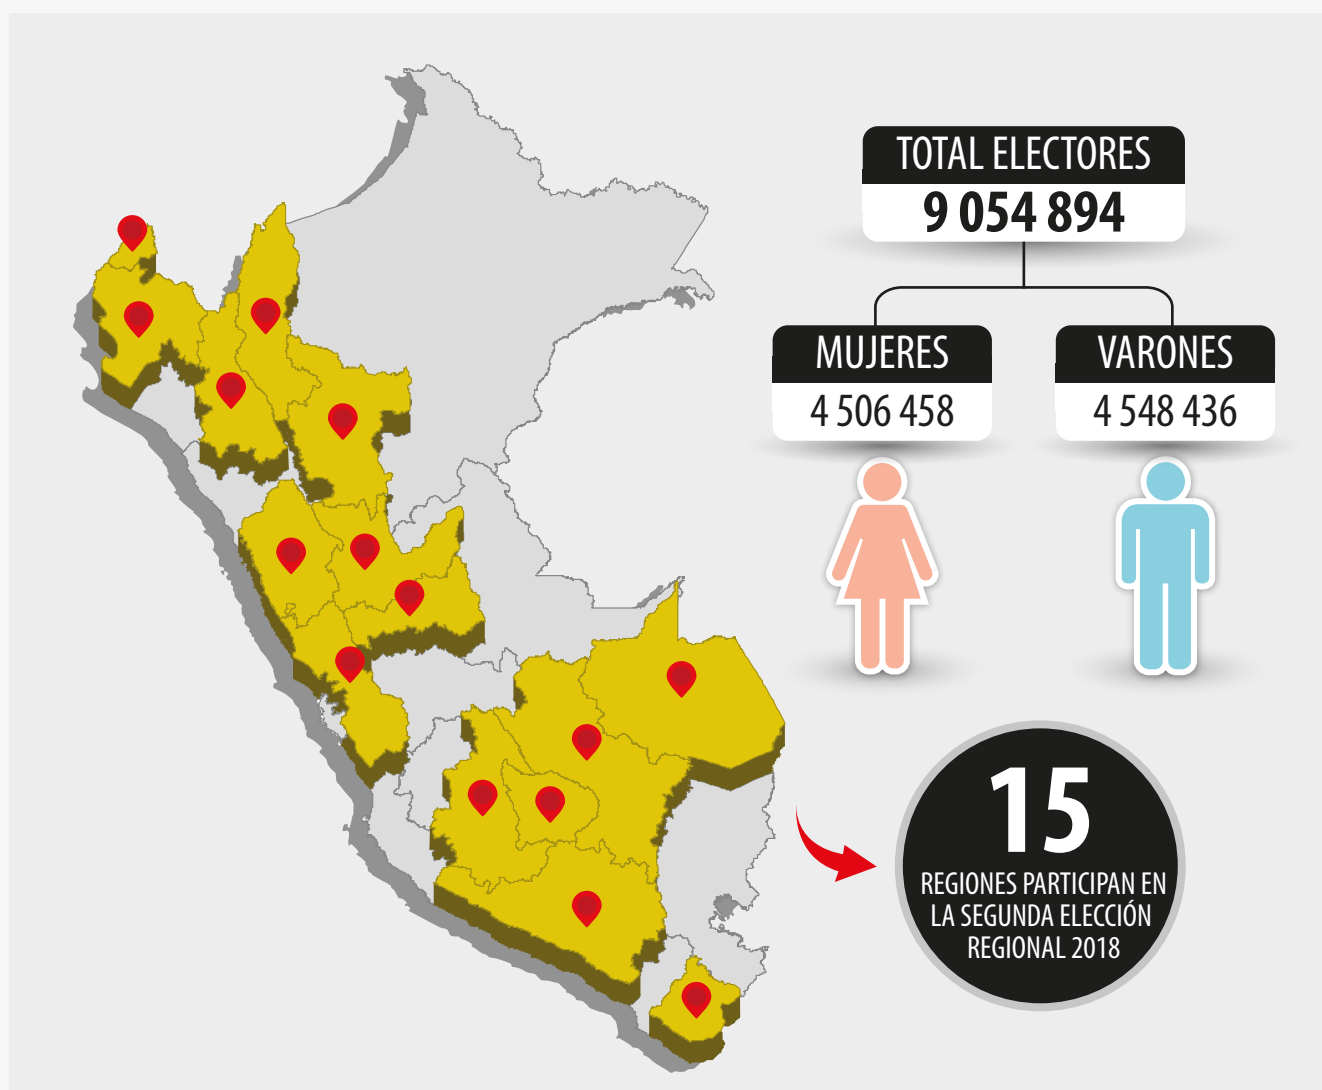 TOTAL ELECTORES
9 054 894
MUJERES
4 506 458
VARONES
4 548 436
15
REGIONES PARTICIPAN EN
LA SEGUNDA ELECCIÓN
REGIONAL 2018